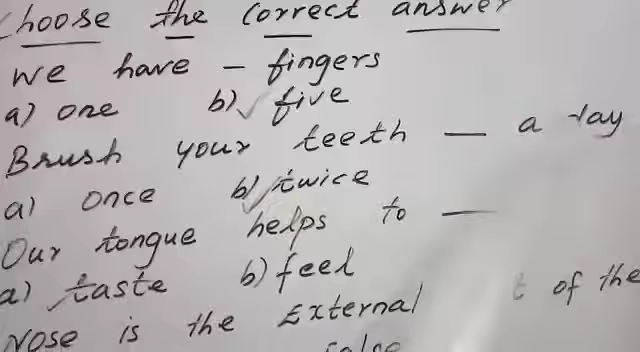 Choose the Correct answer
We have - fingers
a) one b) five
Brush your teeth — a day
a) once b) twice
Our tongue helps to —
a) taste b) feel
Nose is the External of the